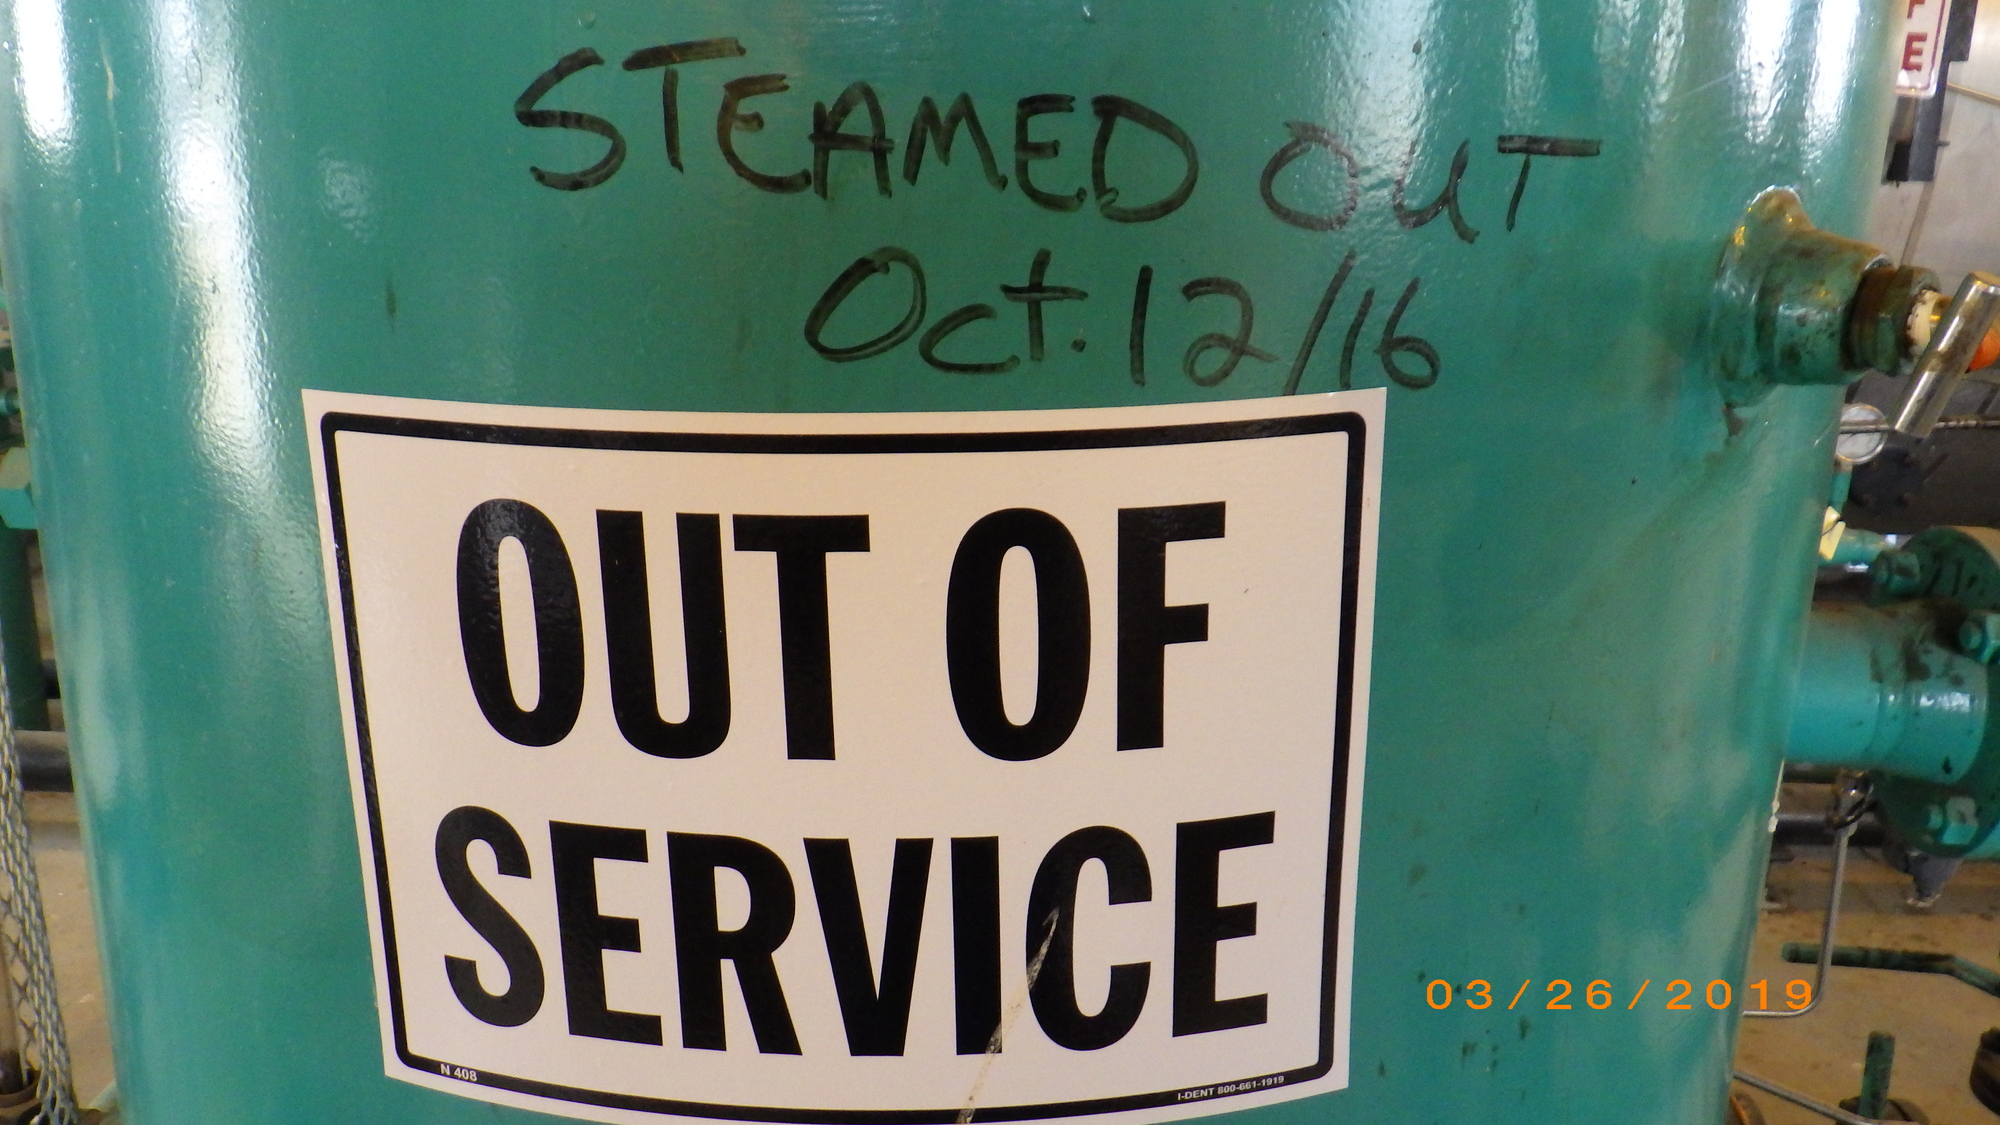 STEAMED OUT
Oct. 12/16
OUT OF
SERVICE
N 408
I-DENT 800-661-1919
03/26/2019